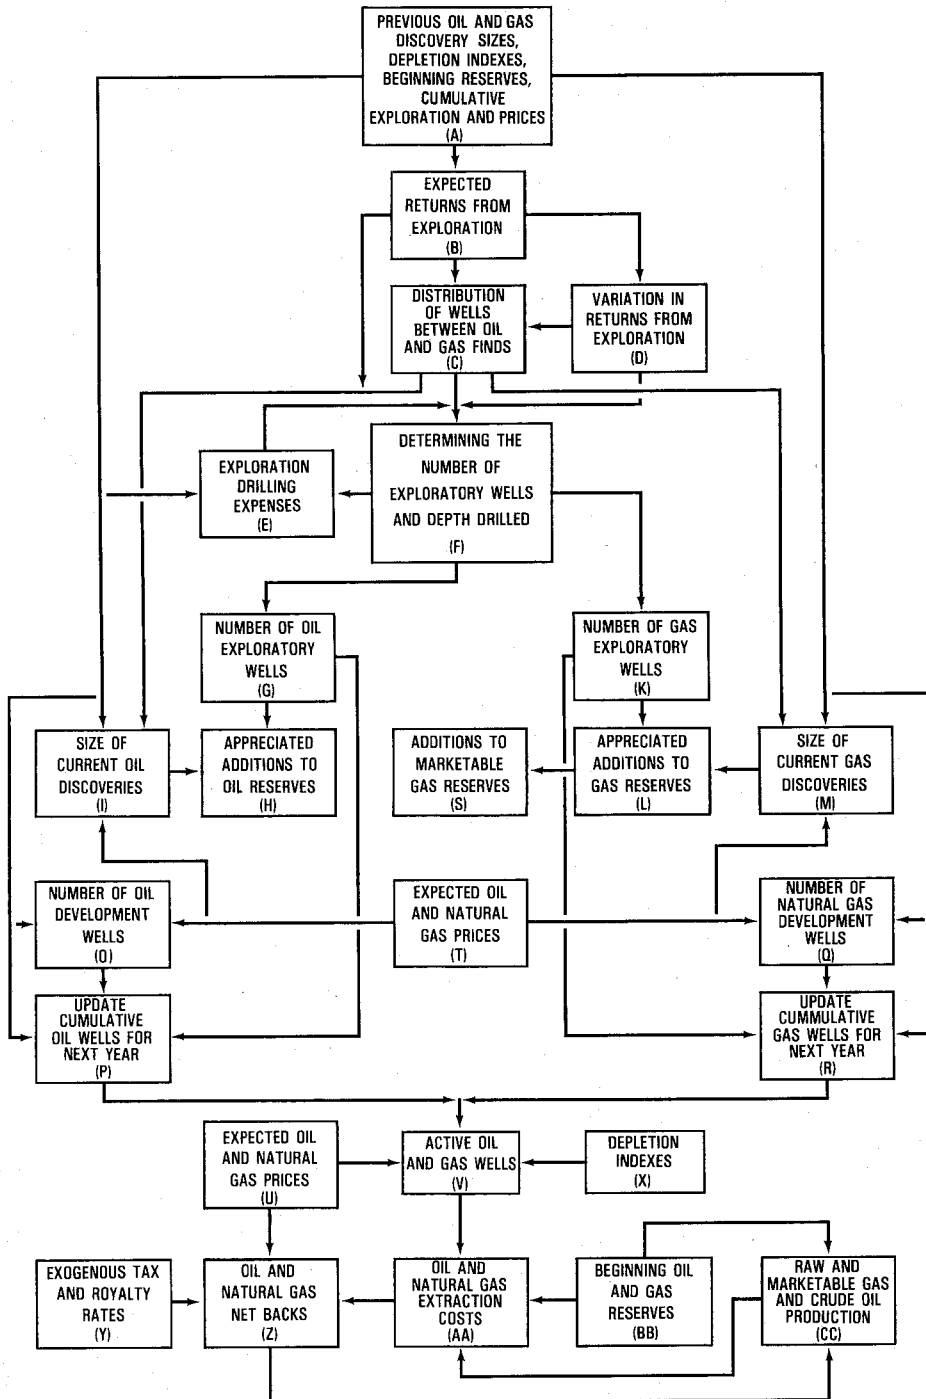 PREVIOUS OIL AND GAS
DISCOVERY SIZES,
DEPLETION INDEXES,
BEGINNING RESERVES,
CUMULATIVE
EXPLORATION AND PRICES
(A)
EXPECTED
RETURNS FROM
EXPLORATION
(B)
DISTRIBUTION
OF WELLS
BETWEEN OIL
AND GAS FINDS
(C)
VARIATION IN
RETURNS FROM
EXPLORATION
(D)
EXPLORATION
DRILLING
EXPENSES
(E)
DETERMINING THE
NUMBER OF
EXPLORATORY WELLS
AND DEPTH DRILLED
(F)
NUMBER OF OIL
EXPLORATORY
WELLS
(G)
NUMBER OF GAS
EXPLORATORY
WELLS
(K)
SIZE OF
CURRENT OIL
DISCOVERIES
(I)
APPRECIATED
ADDITIONS TO
OIL RESERVES
(H)
ADDITIONS TO
MARKETABLE
GAS RESERVES
(S)
APPRECIATED
ADDITIONS TO
GAS RESERVES
(L)
SIZE OF
CURRENT GAS
DISCOVERIES
(M)
NUMBER OF OIL
DEVELOPMENT
WELLS
(O)
EXPECTED OIL
AND NATURAL
GAS PRICES
(T)
NUMBER OF
NATURAL GAS
DEVELOPMENT
WELLS
(Q)
UPDATE
CUMULATIVE
OIL WELLS FOR
NEXT YEAR
(P)
UPDATE
CUMMULATIVE
GAS WELLS FOR
NEXT YEAR
(R)
EXPECTED OIL
AND NATURAL
GAS PRICES
(U)
ACTIVE OIL
AND GAS WELLS
(V)
DEPLETION
INDEXES
(X)
EXOGENOUS TAX
AND ROYALTY
RATES
(Y)
OIL AND
NATURAL GAS
NET BACKS
(Z)
OIL AND
NATURAL GAS
EXTRACTION
COSTS
(AA)
BEGINNING OIL
AND GAS
RESERVES
(BB)
RAW AND
MARKETABLE GAS
AND CRUDE OIL
PRODUCTION
(CC)